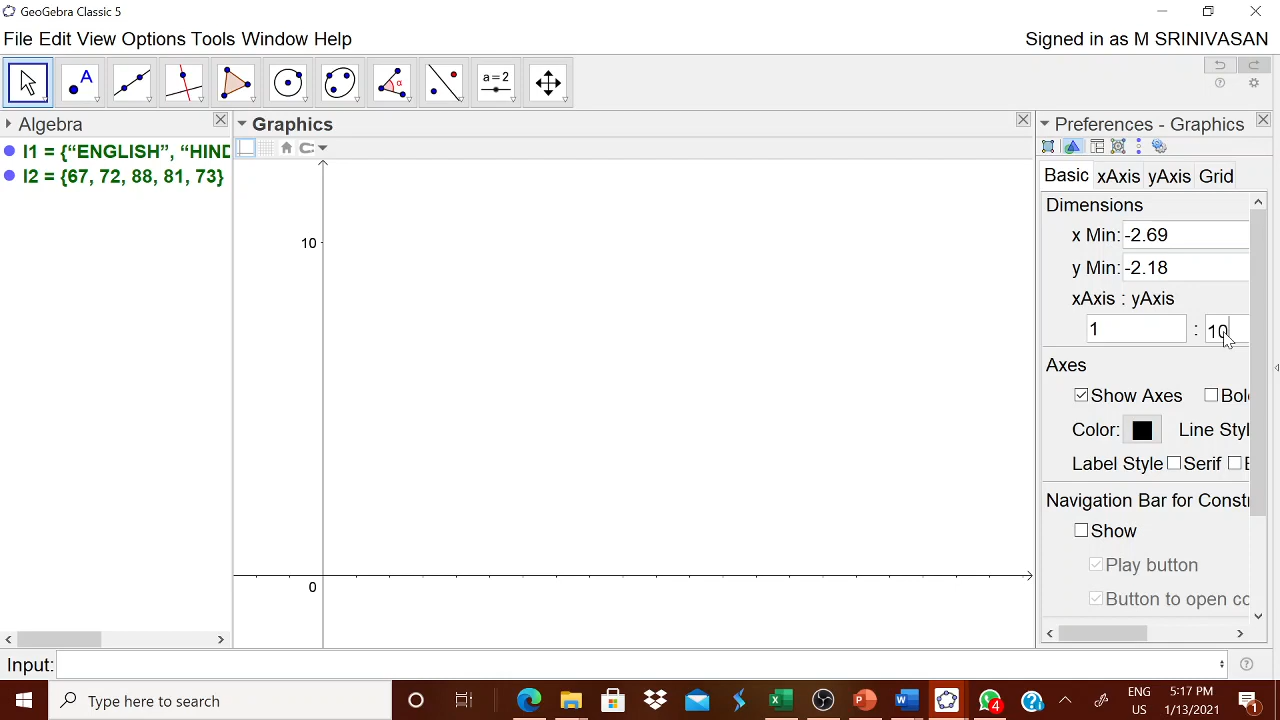 GeoGebra Classic 5
File Edit View Options Tools Window Help
Signed in as M SRINIVASAN
A
α
a=2
Algebra
Graphics
Preferences - Graphics
l1 = {“ENGLISH”, “HIND
l2 = {67, 72, 88, 81, 73}
10
0
Basic xAxis yAxis Grid
Dimensions
x Min: -2.69
y Min: -2.18
xAxis : yAxis
1 : 10
Axes
Show Axes Bol
Color: Line Styl
Label Style Serif
Navigation Bar for Constr
Show
Play button
Button to open co
Input:
Type here to search
4
ENG
US
5:17 PM
1/13/2021
1